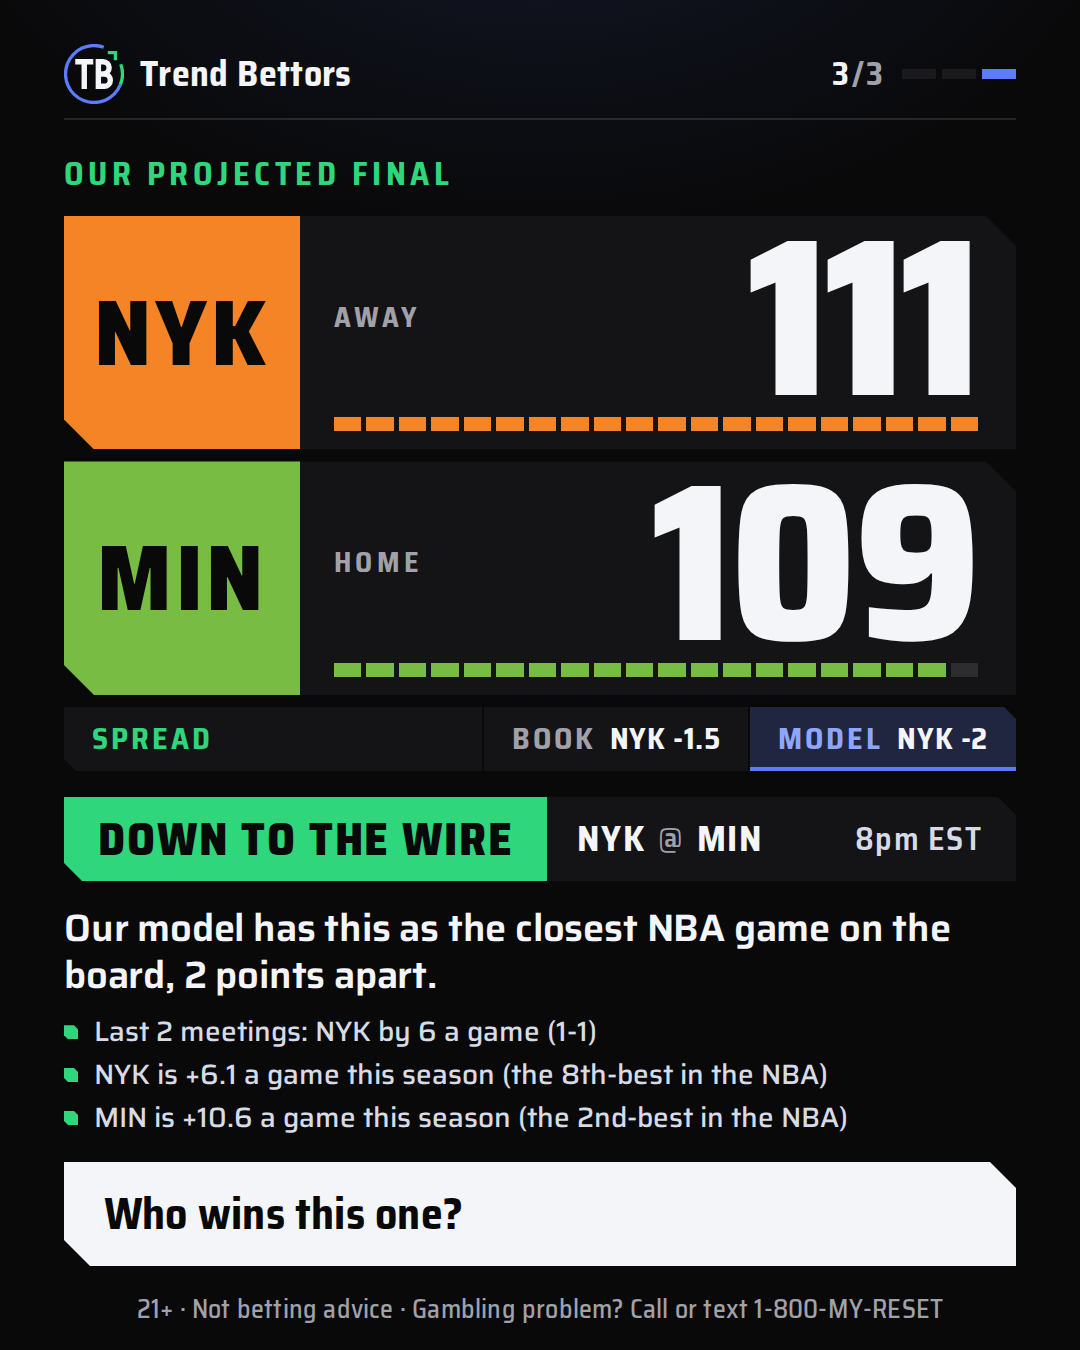 TB Trend Bettors 3/3
OUR PROJECTED FINAL
NYK AWAY 111
MIN HOME 109
SPREAD BOOK NYK -1.5 MODEL NYK -2
DOWN TO THE WIRE NYK @ MIN 8pm EST
Our model has this as the closest NBA game on the
board, 2 points apart.
Last 2 meetings: NYK by 6 a game (1-1)
NYK is +6.1 a game this season (the 8th-best in the NBA)
MIN is +10.6 a game this season (the 2nd-best in the NBA)
Who wins this one?
21+ · Not betting advice · Gambling problem? Call or text 1-800-MY-RESET